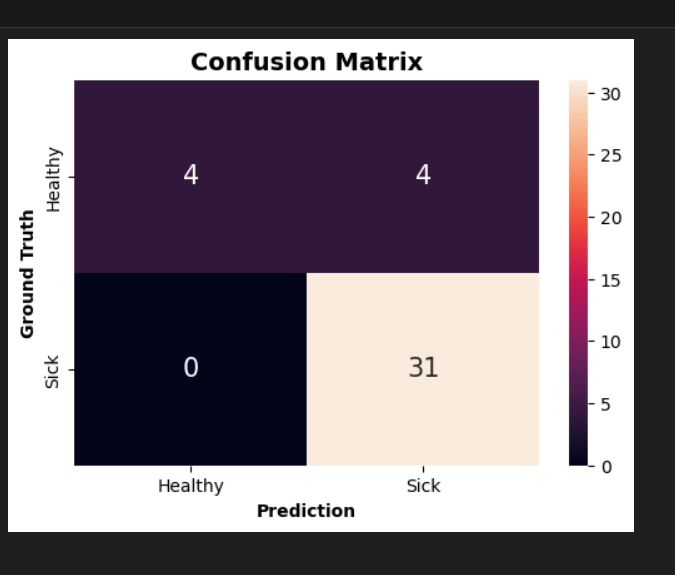 Confusion Matrix
Ground Truth
Healthy
Sick
4 4
0 31
Healthy Sick
Prediction
30
25
20
15
10
5
0